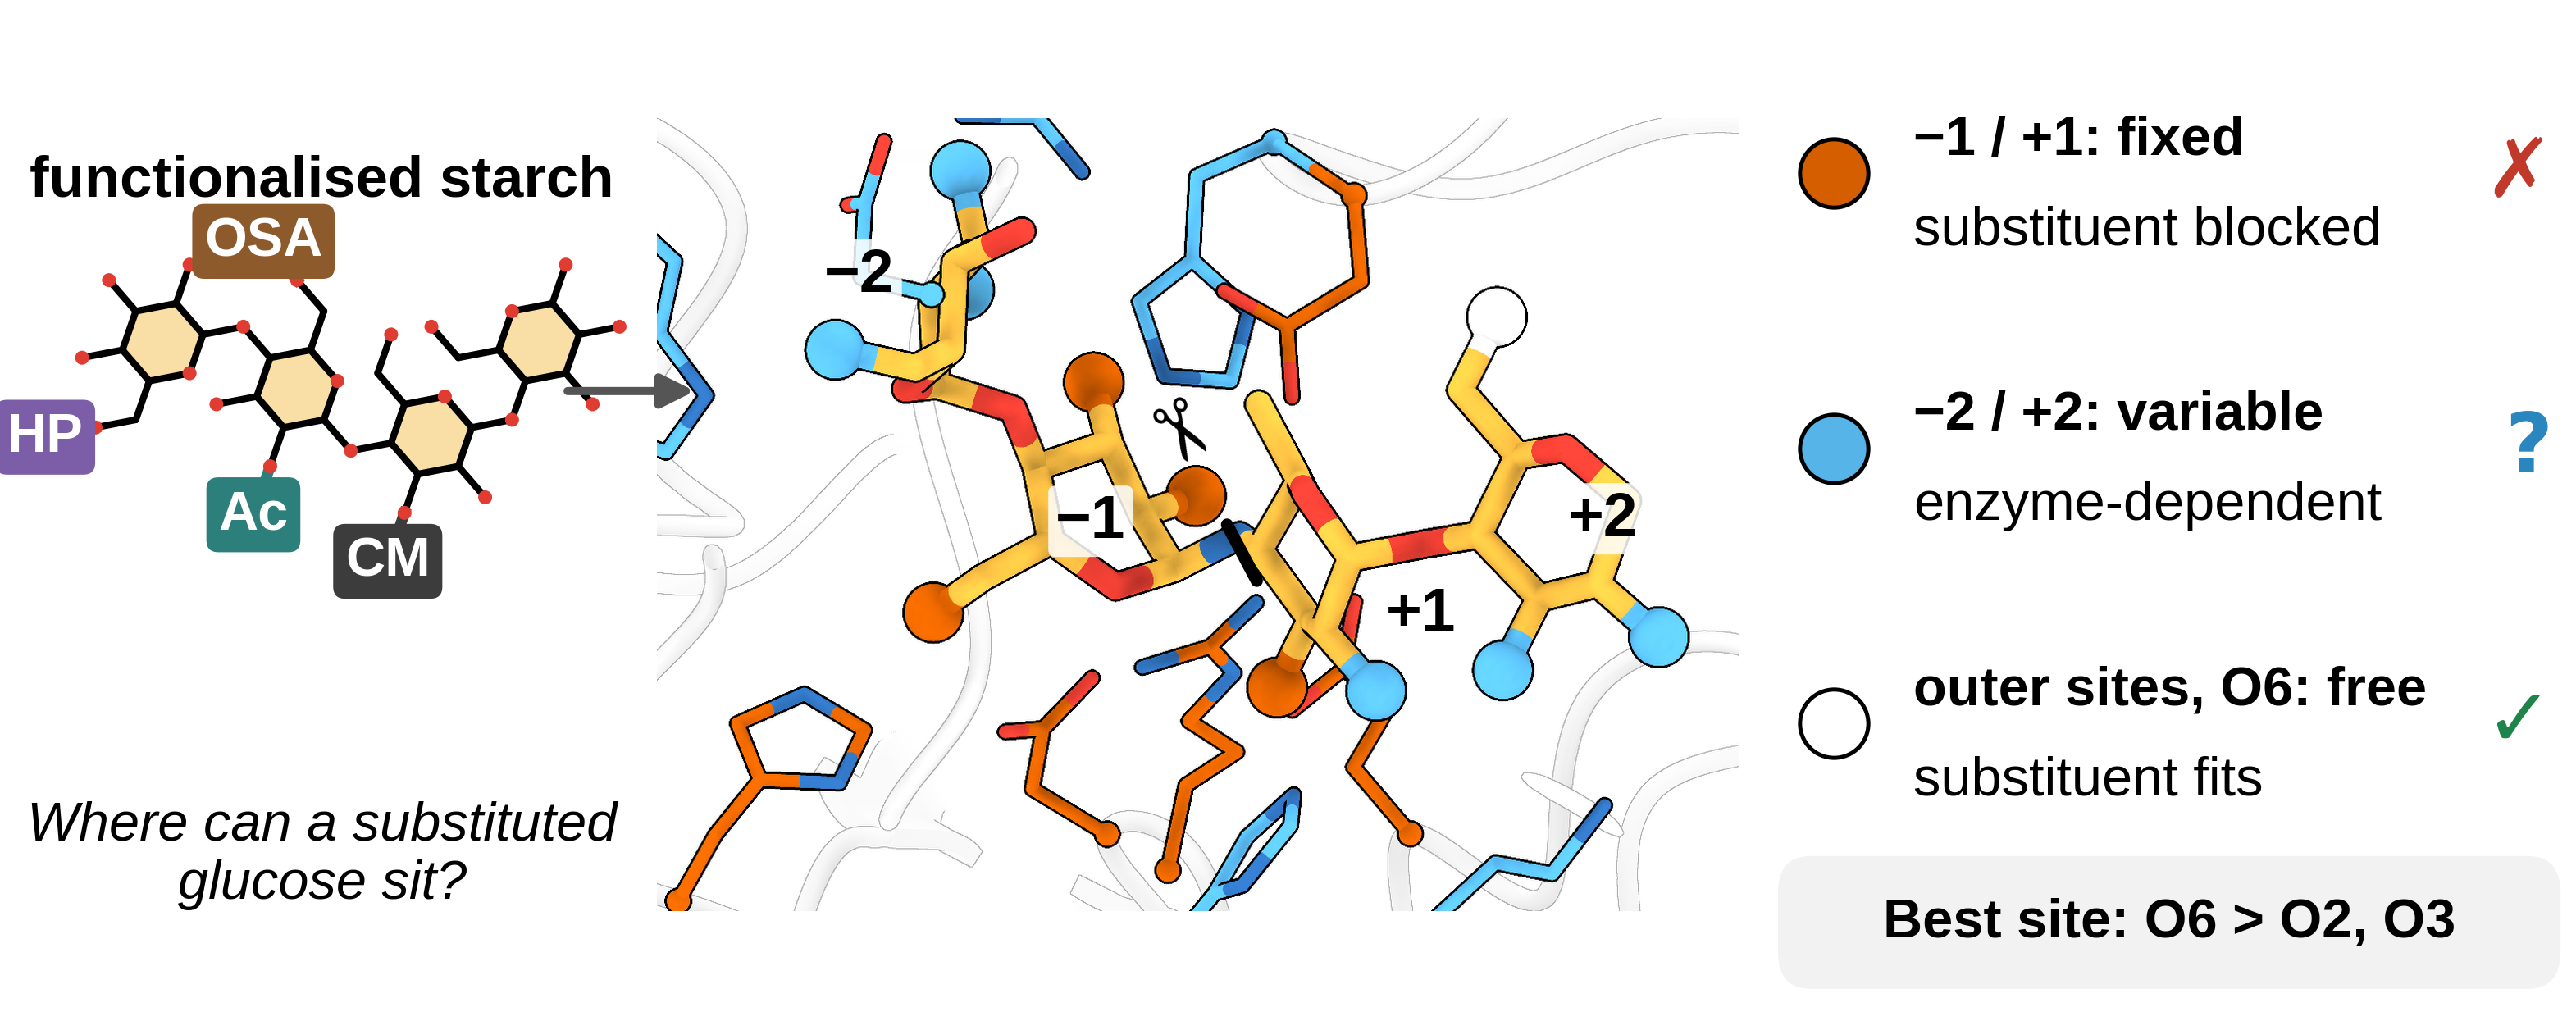 functionalised starch
OSA
HP
Ac
CM
Where can a substituted
glucose sit?
−2
−1
+1
+2
−1 / +1: fixed
substituent blocked
✗
−2 / +2: variable
enzyme-dependent
?
outer sites, O6: free
substituent fits
✓
Best site: O6 > O2, O3